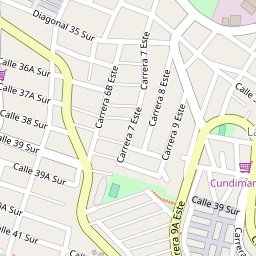 Diagonal 35 Sur
Calle 36A Sur
Carrera 6B Este
Carrera 7 Este
Carrera 8 Este
Calle 37A Sur
Calle 38 Sur
Carrera 7 Este
Carrera 9 Este
Calle 39 Sur
Calle 39A Sur
Cundimar
Calle 39 Sur
Carrera 9A Este
Carrera
Calle 41 Sur